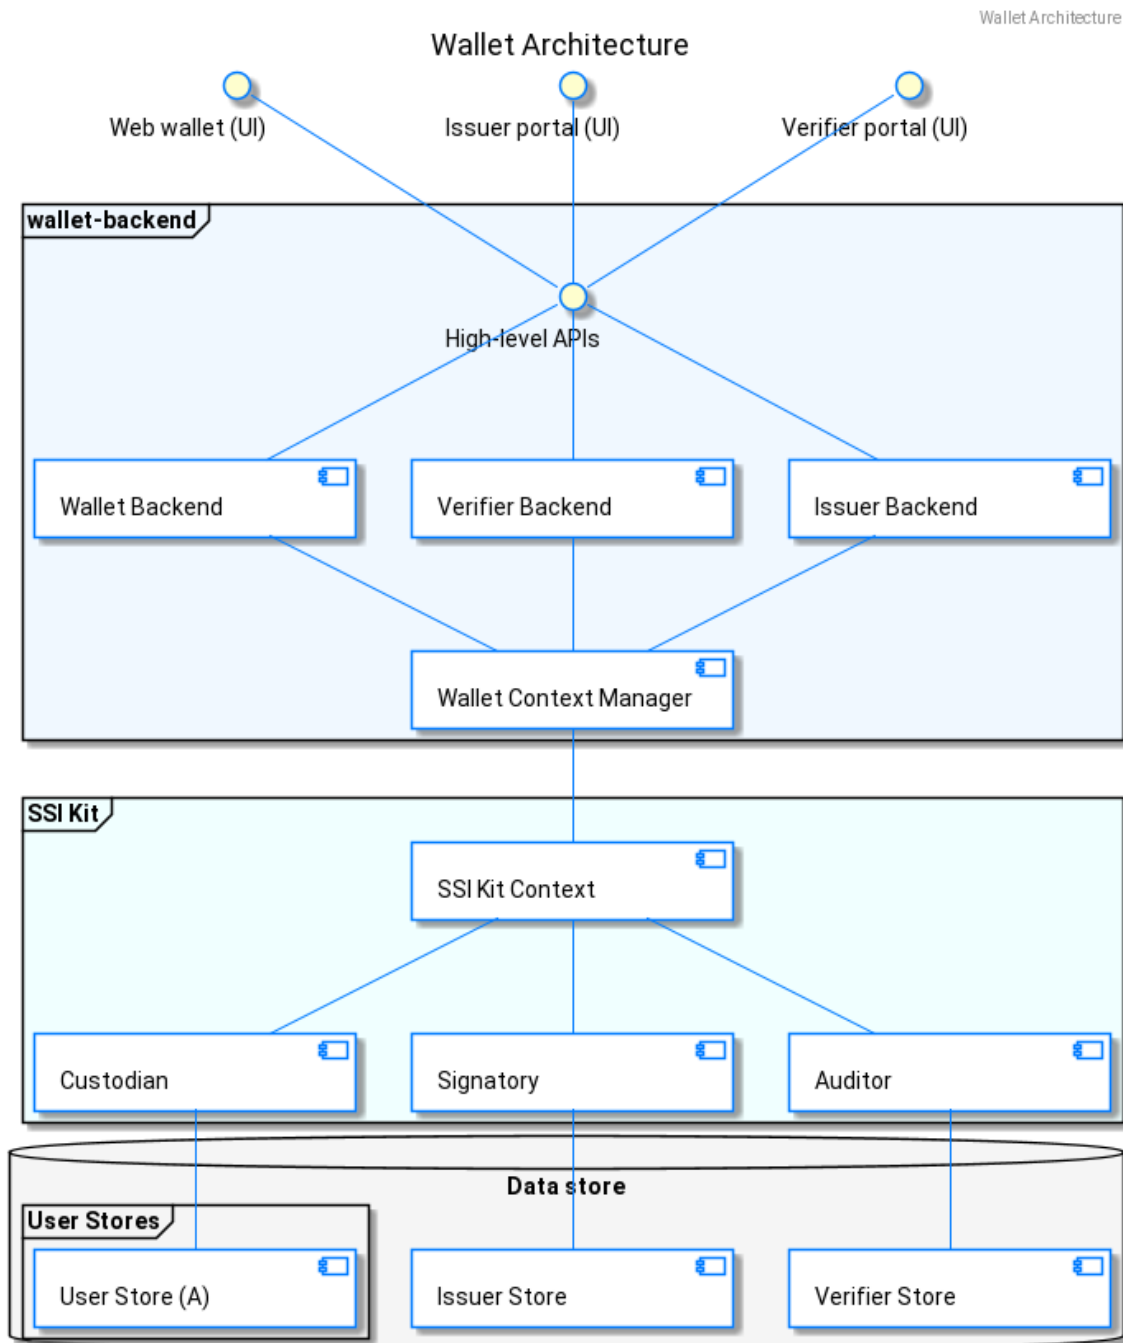 Wallet Architecture
Wallet Architecture
Web wallet (UI)
Issuer portal (UI)
Verifier portal (UI)
wallet-backend
High-level APIs
Wallet Backend
Verifier Backend
Issuer Backend
Wallet Context Manager
SSI Kit
SSI Kit Context
Custodian
Signatory
Auditor
Data store
User Stores
User Store (A)
Issuer Store
Verifier Store